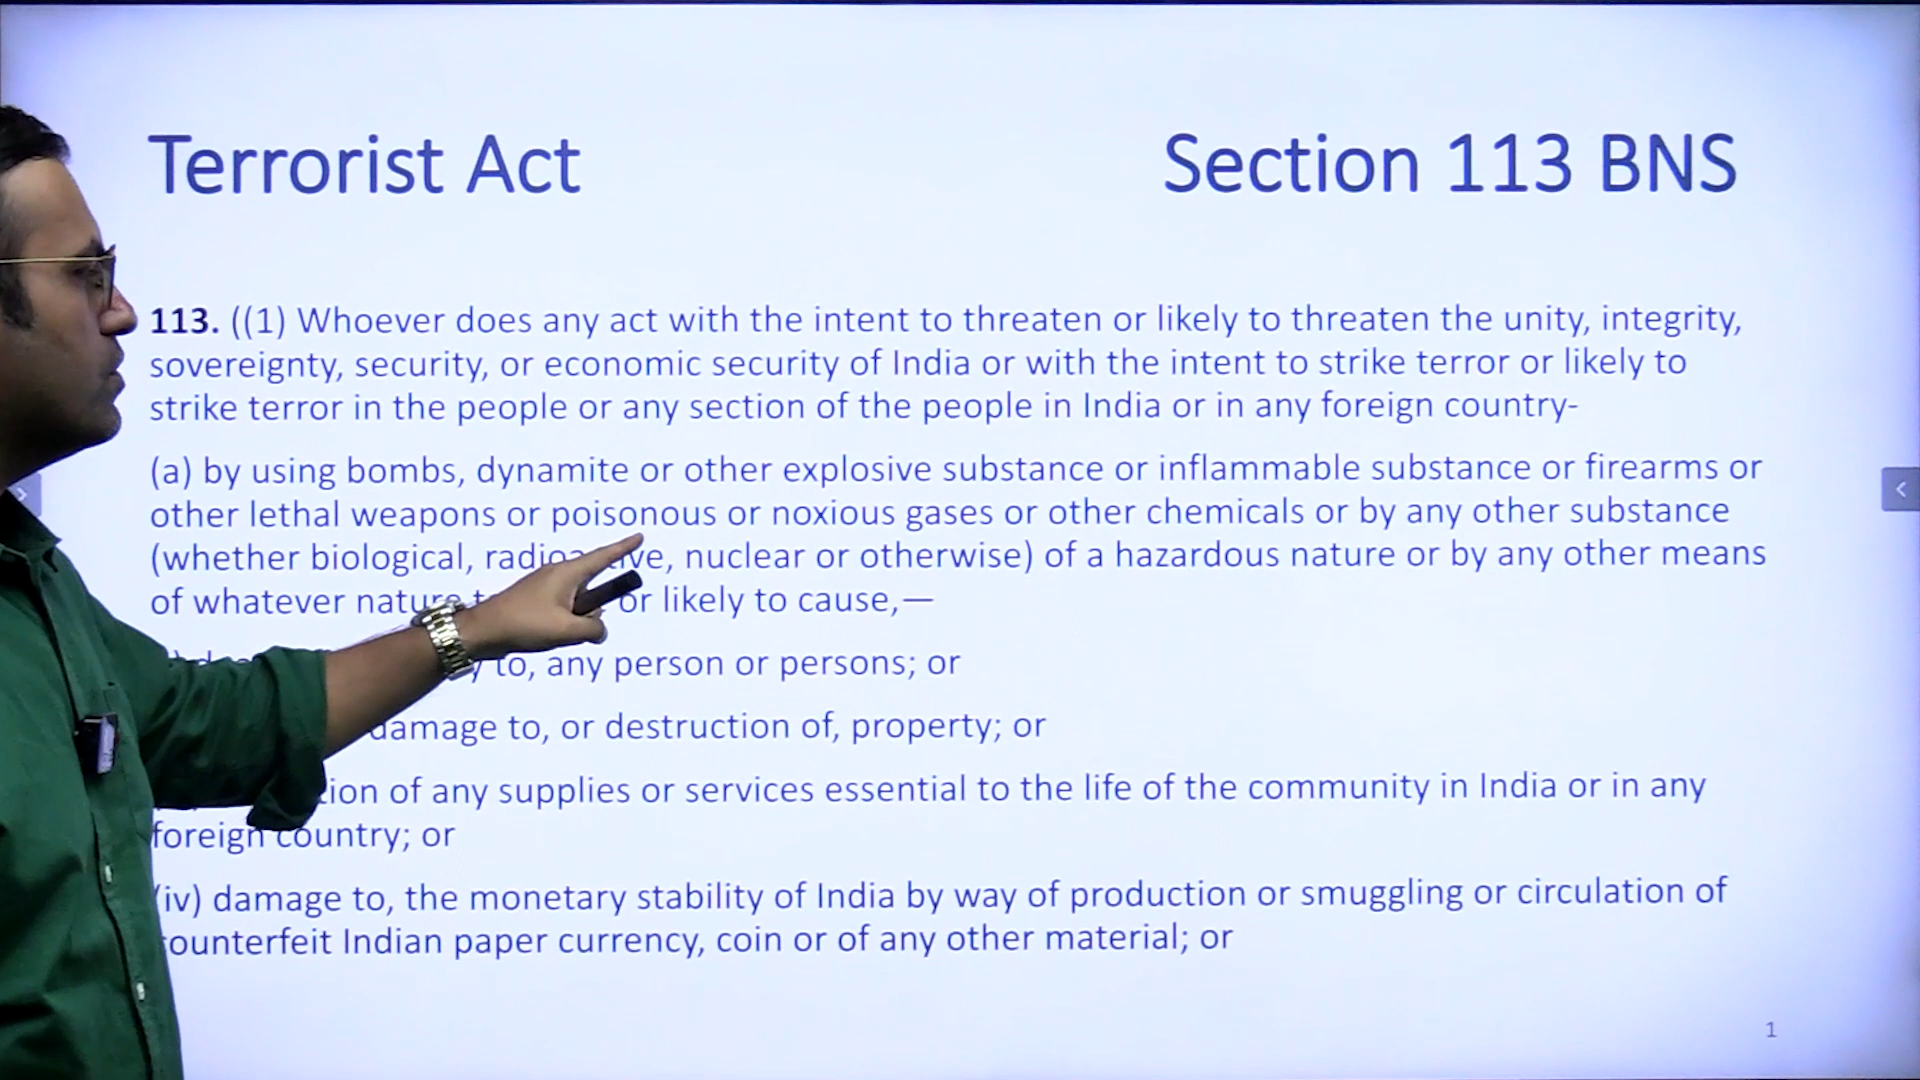 Terrorist Act
Section 113 BNS
113. ((1) Whoever does any act with the intent to threaten or likely to threaten the unity, integrity,
sovereignty, security, or economic security of India or with the intent to strike terror or likely to
strike terror in the people or any section of the people in India or in any foreign country-
(a) by using bombs, dynamite or other explosive substance or inflammable substance or firearms or
other lethal weapons or poisonous or noxious gases or other chemicals or by any other substance
(whether biological, nuclear or otherwise) of a hazardous nature or by any other means
of whatever nature or likely to cause,—
to, any person or persons; or
damage to, or destruction of, property; or
of any supplies or services essential to the life of the community in India or in any
foreign country; or
(iv) damage to, the monetary stability of India by way of production or smuggling or circulation of
counterfeit Indian paper currency, coin or of any other material; or
1